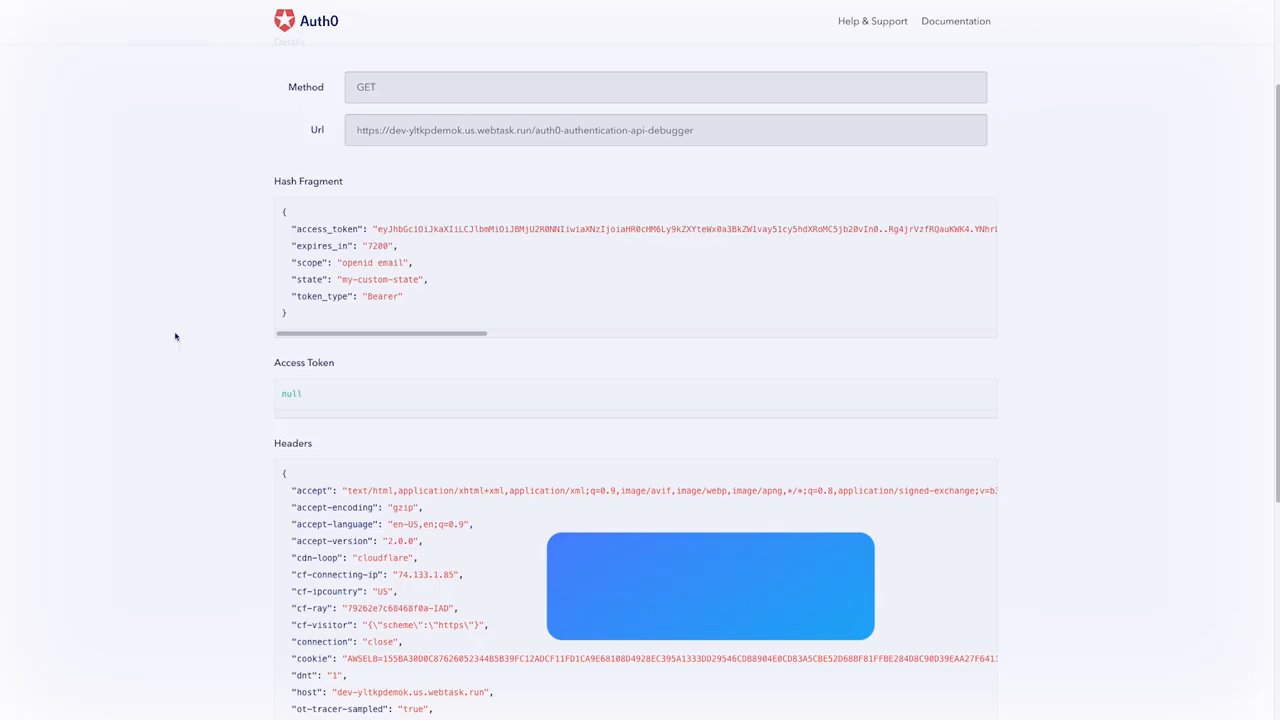 Auth0
Help & Support
Documentation
Details
Method
GET
Url
https://dev-yltkpdemok.us.webtask.run/auth0-authentication-api-debugger
Hash Fragment
{
"access_token": "eyJhbGciOiJkaXIiLCJlbmMiOiJBMjU2R0NNIiwiaXNzIjoiaHR0cHM6Ly9kZXYteWx0a3BkZW1vay51cy5hdXRoMC5jb20vIn0..Rg4jrVzfRQauKWK4.YNhri
"expires_in": "7200",
"scope": "openid email",
"state": "my-custom-state",
"token_type": "Bearer"
}
Access Token
null
Headers
{
"accept": "text/html,application/xhtml+xml,application/xml;q=0.9,image/avif,image/webp,image/apng,*/*;q=0.8,application/signed-exchange;v=b3
"accept-encoding": "gzip",
"accept-language": "en-US,en;q=0.9",
"accept-version": "2.0.0",
"cdn-loop": "cloudflare",
"cf-connecting-ip": "74.133.1.85",
"cf-ipcountry": "US",
"cf-ray": "79262e7c68468f0a-IAD",
"cf-visitor": "{\"scheme\":\"https\"}",
"connection": "close",
"cookie": "AWSELB=155BA30D0C87626052344B5B39FC12ADCF11FD1CA9E68108D4928EC395A1333DD29546CDB8904E0CD83A5CBE52D68BF81FFBE284D8C90D39EAA27F6411
"dnt": "1",
"host": "dev-yltkpdemok.us.webtask.run",
"ot-tracer-sampled": "true",